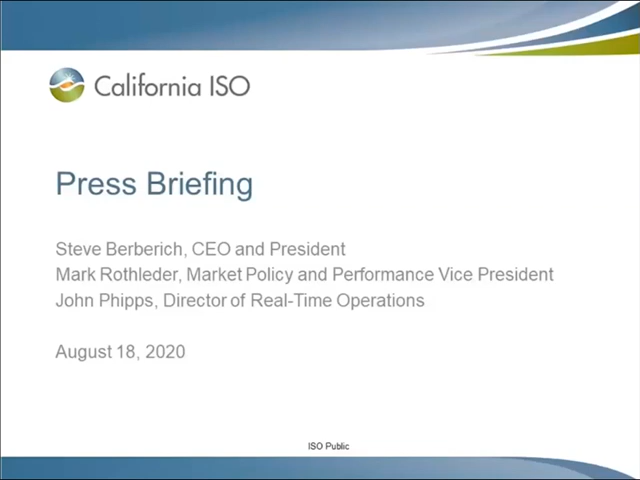 California ISO
Press Briefing
Steve Berberich, CEO and President
Mark Rothleder, Market Policy and Performance Vice President
John Phipps, Director of Real-Time Operations
August 18, 2020
ISO Public